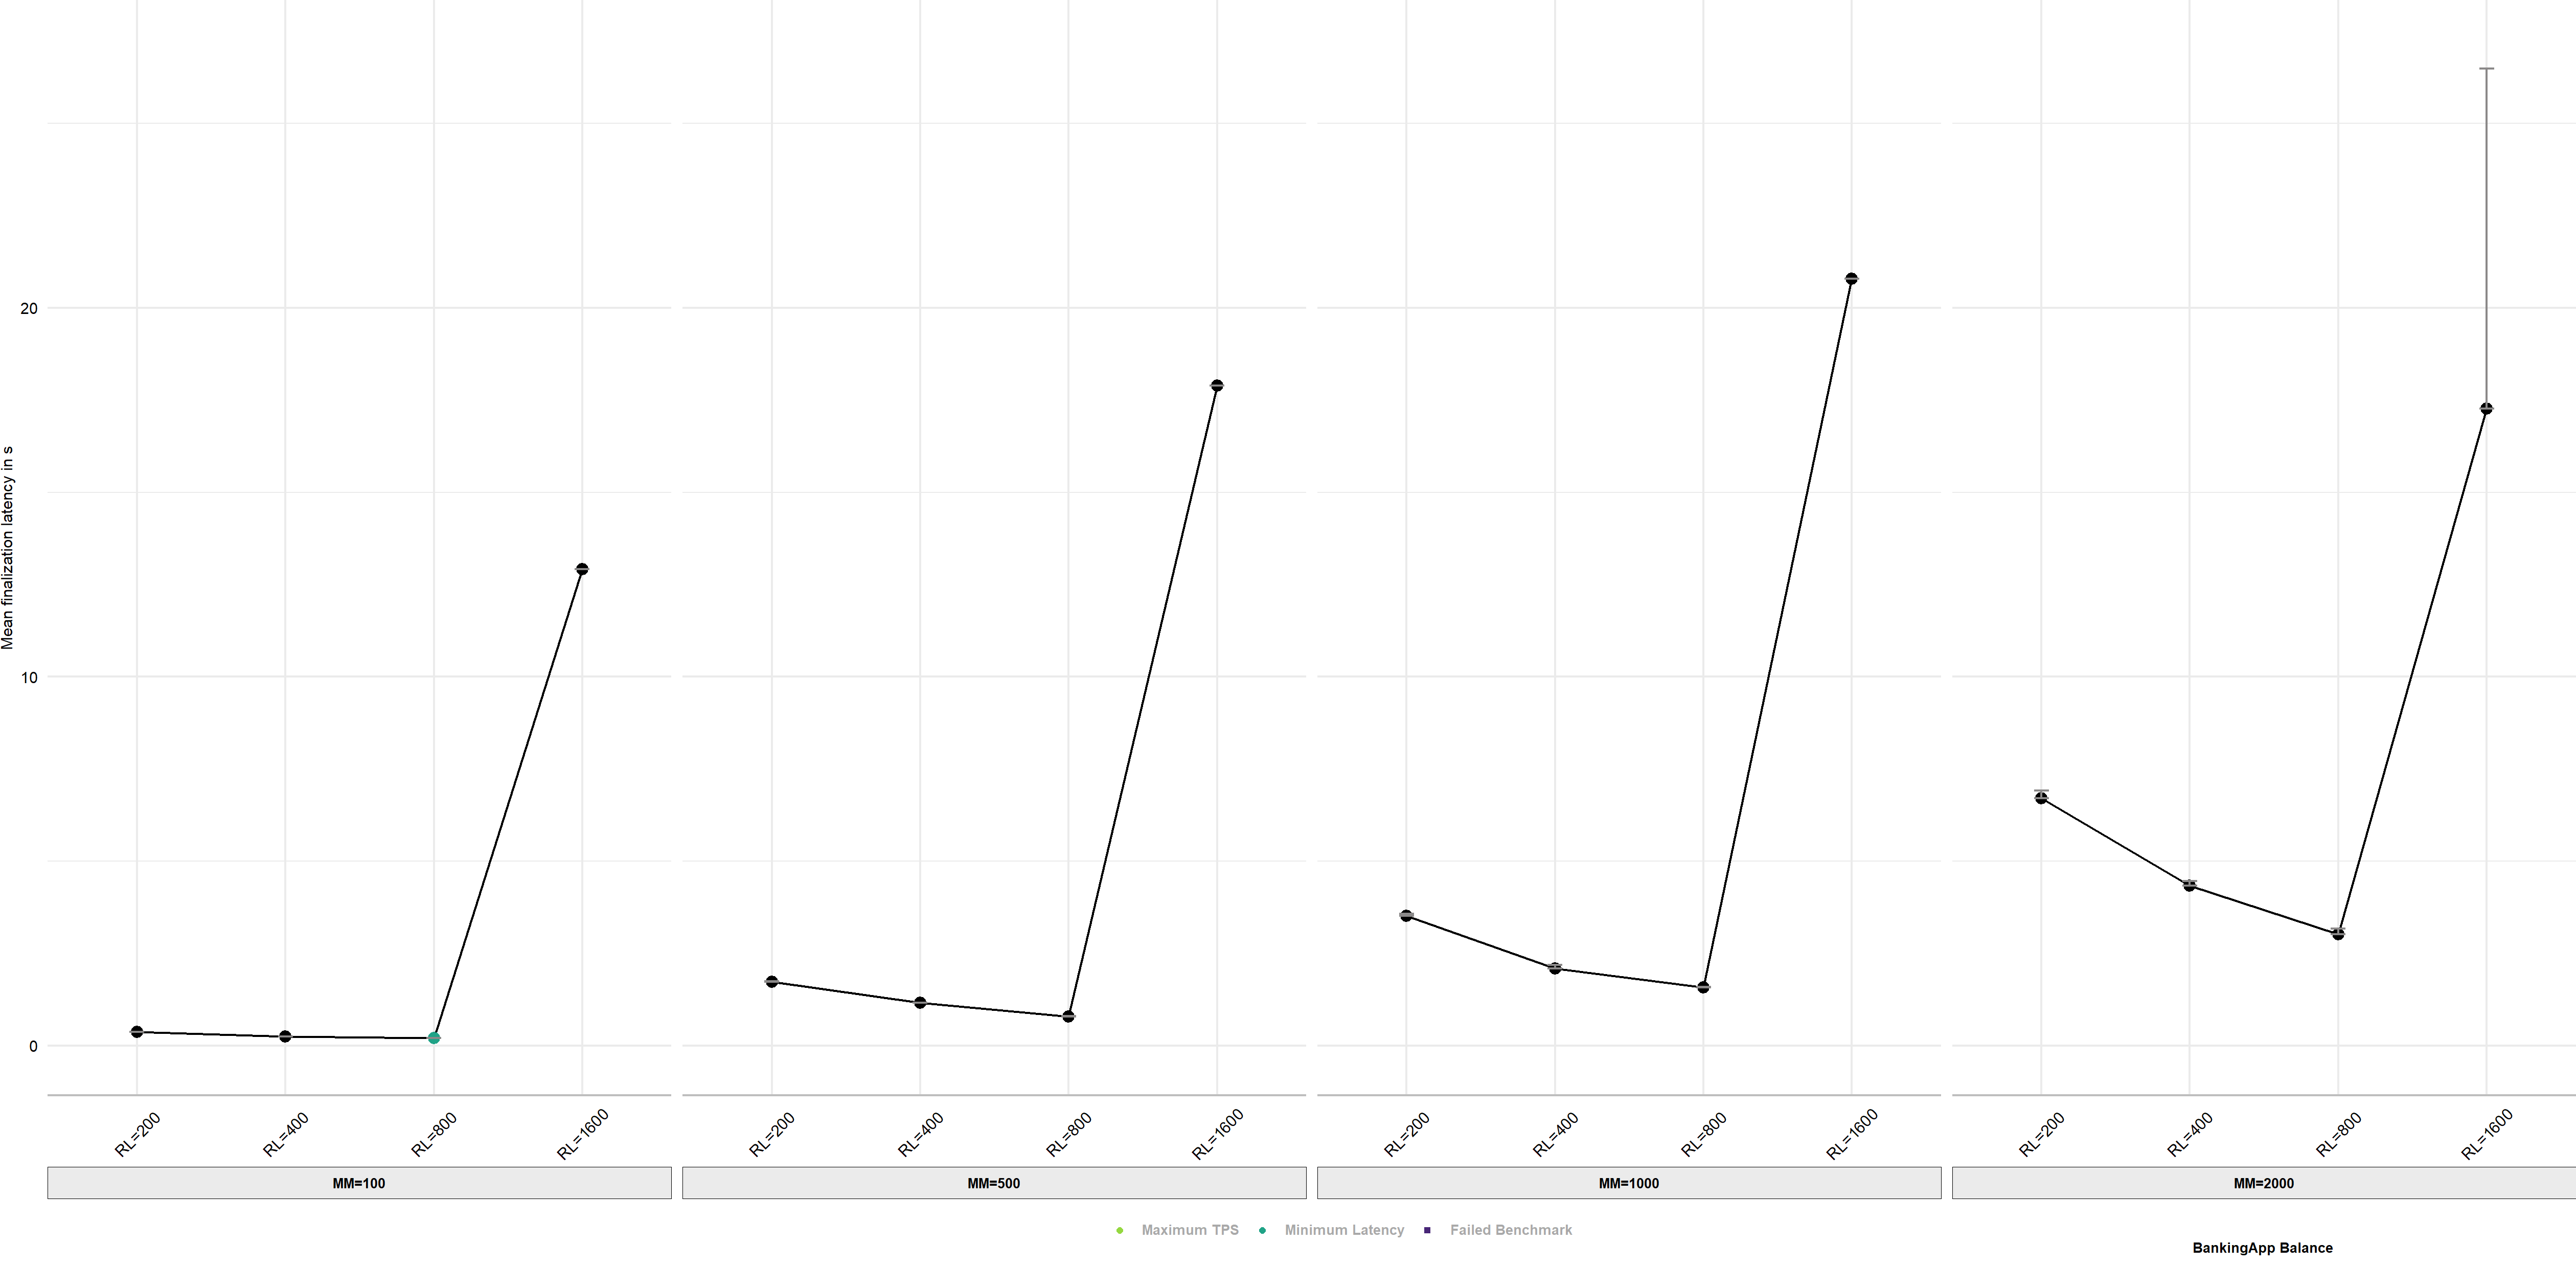 Mean finalization latency in s
20
10
0
RL=200 RL=400 RL=800 RL=1600 RL=200 RL=400 RL=800 RL=1600 RL=200 RL=400 RL=800 RL=1600 RL=200 RL=400 RL=800 RL=1600
MM=100 MM=500 MM=1000 MM=2000
Maximum TPS Minimum Latency Failed Benchmark
BankingApp Balance